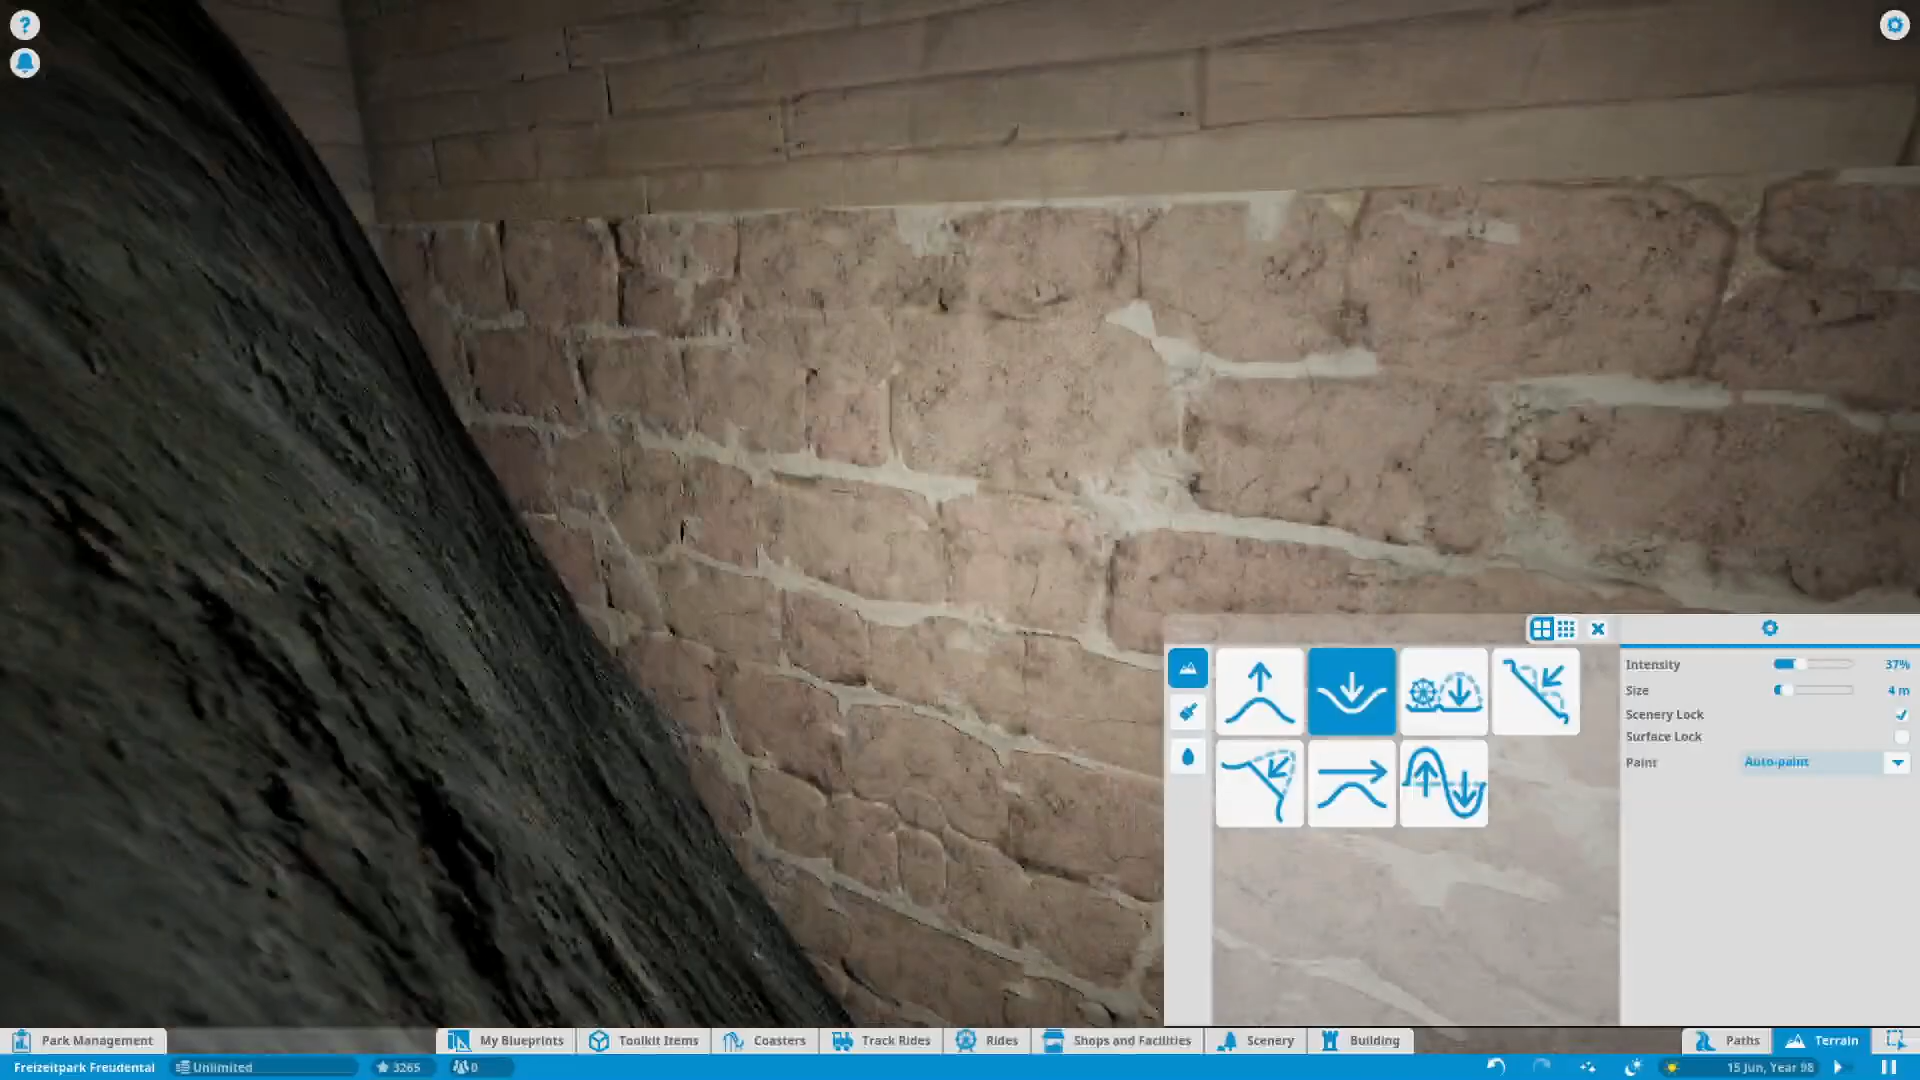 ?
Intensity 37%
Size 4 m
Scenery Lock
Surface Lock
Paint Auto-paint
Park Management
My Blueprints
Toolkit Items
Coasters
Track Rides
Rides
Shops and Facilities
Scenery
Building
Paths
Terrain
Freizeitpark Freudental
Unlimited
3265
0
15 Jun, Year 98